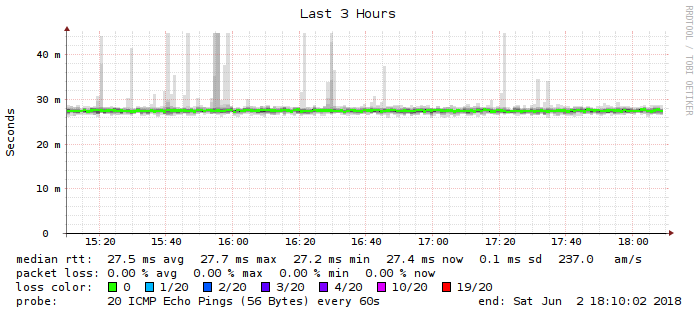 Last 3 Hours
RRDTOOL / TOBI OETIKER
Seconds
40 m
30 m
20 m
10 m
0
15:20 15:40 16:00 16:20 16:40 17:00 17:20 17:40 18:00
median rtt: 27.5 ms avg 27.7 ms max 27.2 ms min 27.4 ms now 0.1 ms sd 237.0 am/s
packet loss: 0.00 % avg 0.00 % max 0.00 % min 0.00 % now
loss color: 0 1/20 2/20 3/20 4/20 10/20 19/20
probe: 20 ICMP Echo Pings (56 Bytes) every 60s end: Sat Jun 2 18:10:02 2018